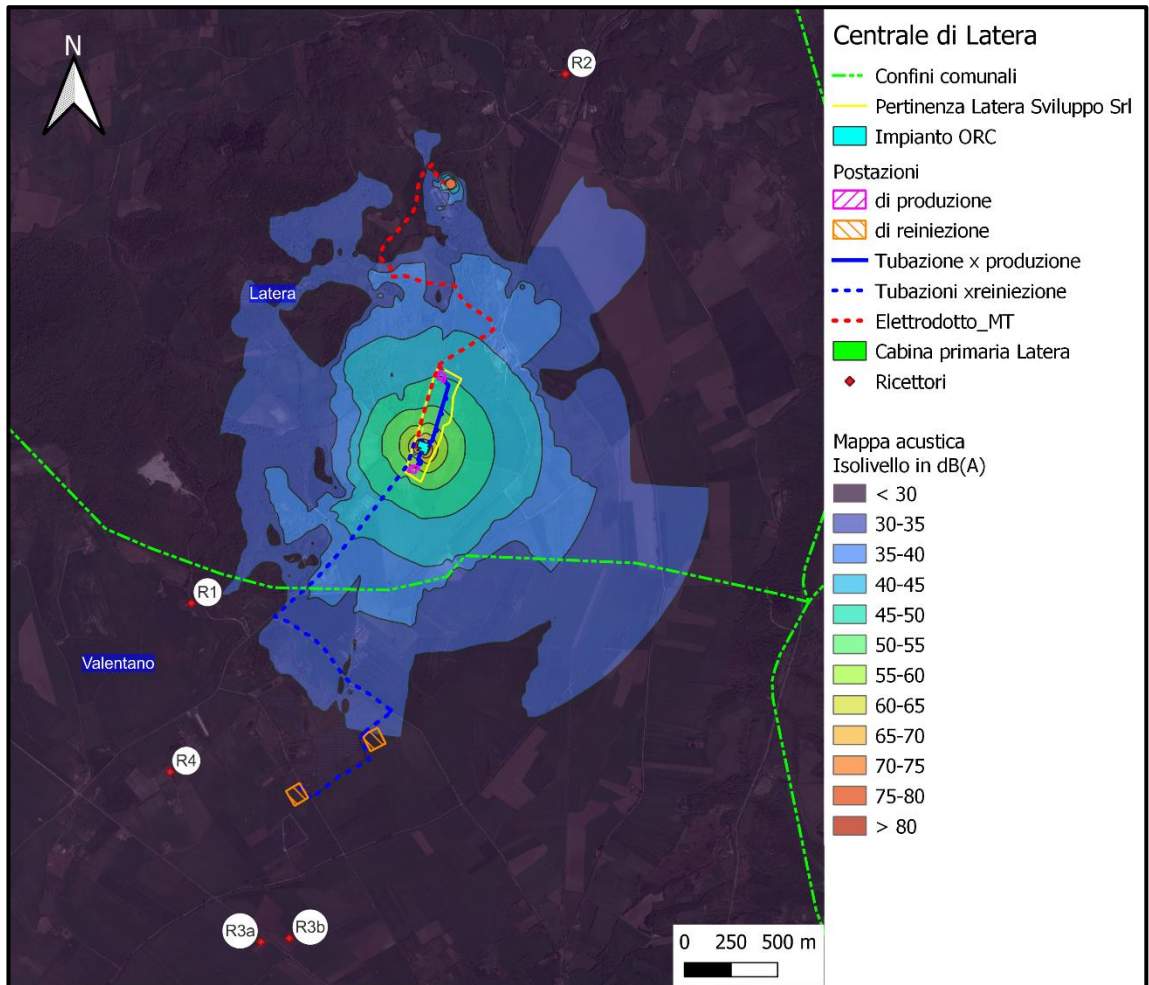 N
R2
Latera
R1
Valentano
R4
R3a
R3b
0 250 500 m
Centrale di Latera
Confini comunali
Pertinenza Latera Sviluppo Srl
Impianto ORC
Postazioni
di produzione
di reiniezione
Tubazione x produzione
Tubazioni xreiniezione
Elettrodotto_MT
Cabina primaria Latera
Ricettori
Mappa acustica
Isolivello in dB(A)
< 30
30-35
35-40
40-45
45-50
50-55
55-60
60-65
65-70
70-75
75-80
> 80